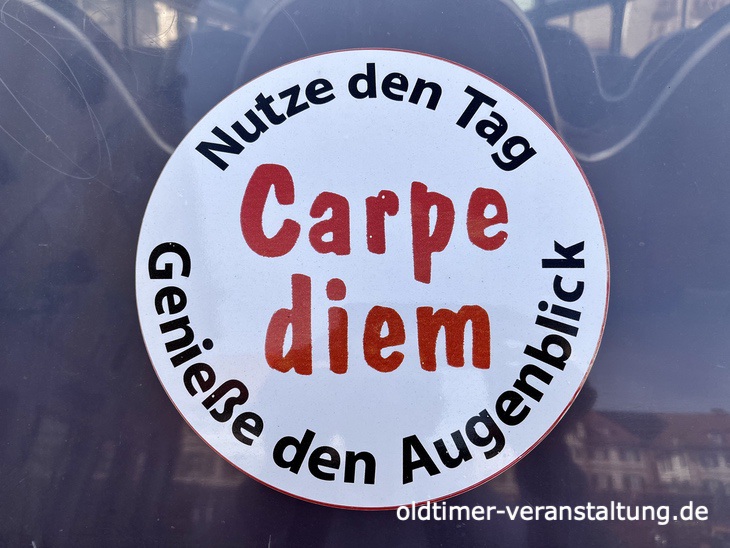 Nutze den Tag
Carpe
diem
Genieße den Augenblick
oldtimer-veranstaltung.de